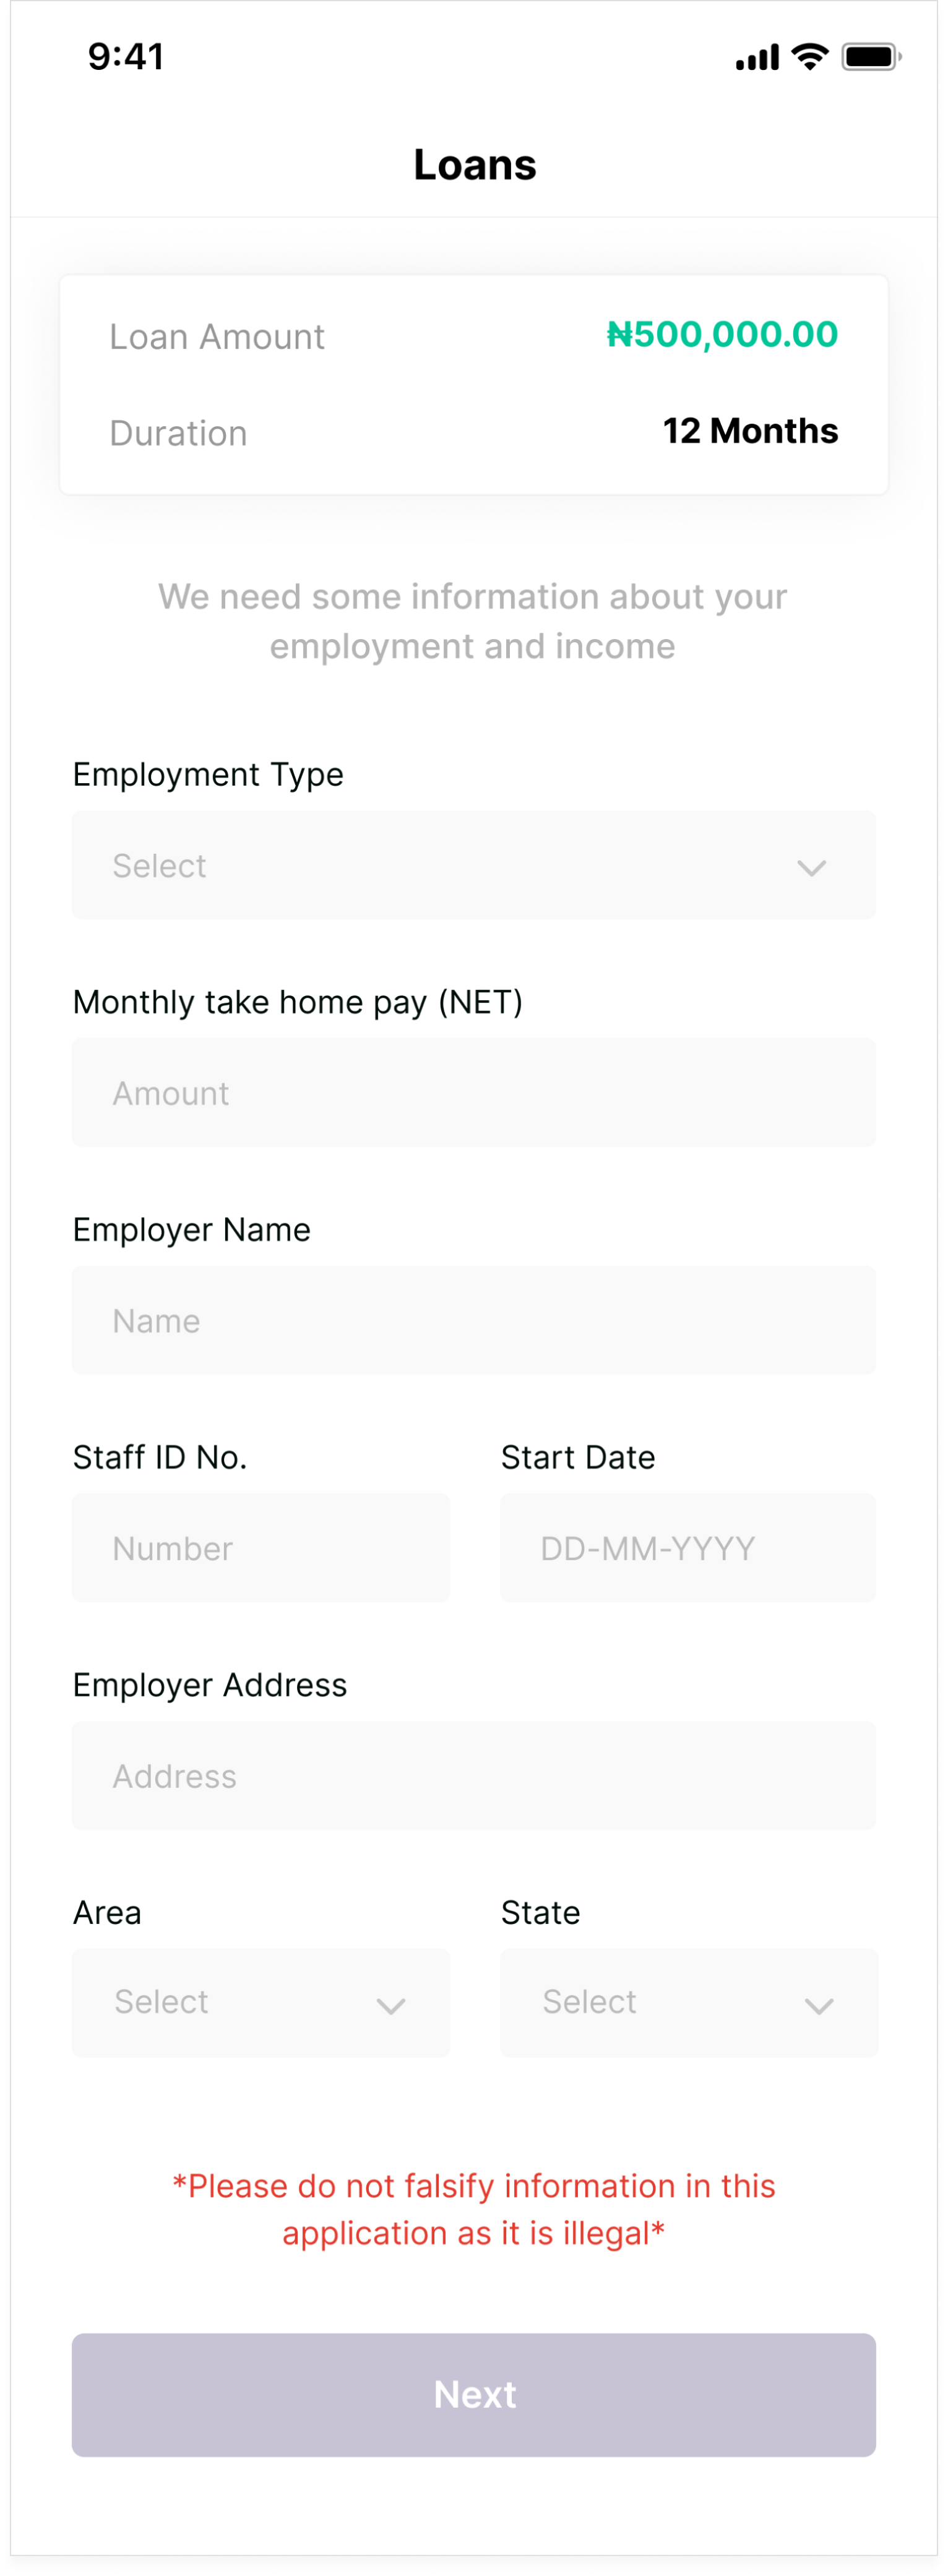 9:41
Loans
Loan Amount ₦500,000.00
Duration 12 Months
We need some information about your
employment and income
Employment Type
Select
Monthly take home pay (NET)
Amount
Employer Name
Name
Staff ID No. Start Date
Number DD-MM-YYYY
Employer Address
Address
Area State
Select Select
*Please do not falsify information in this
application as it is illegal*
Next